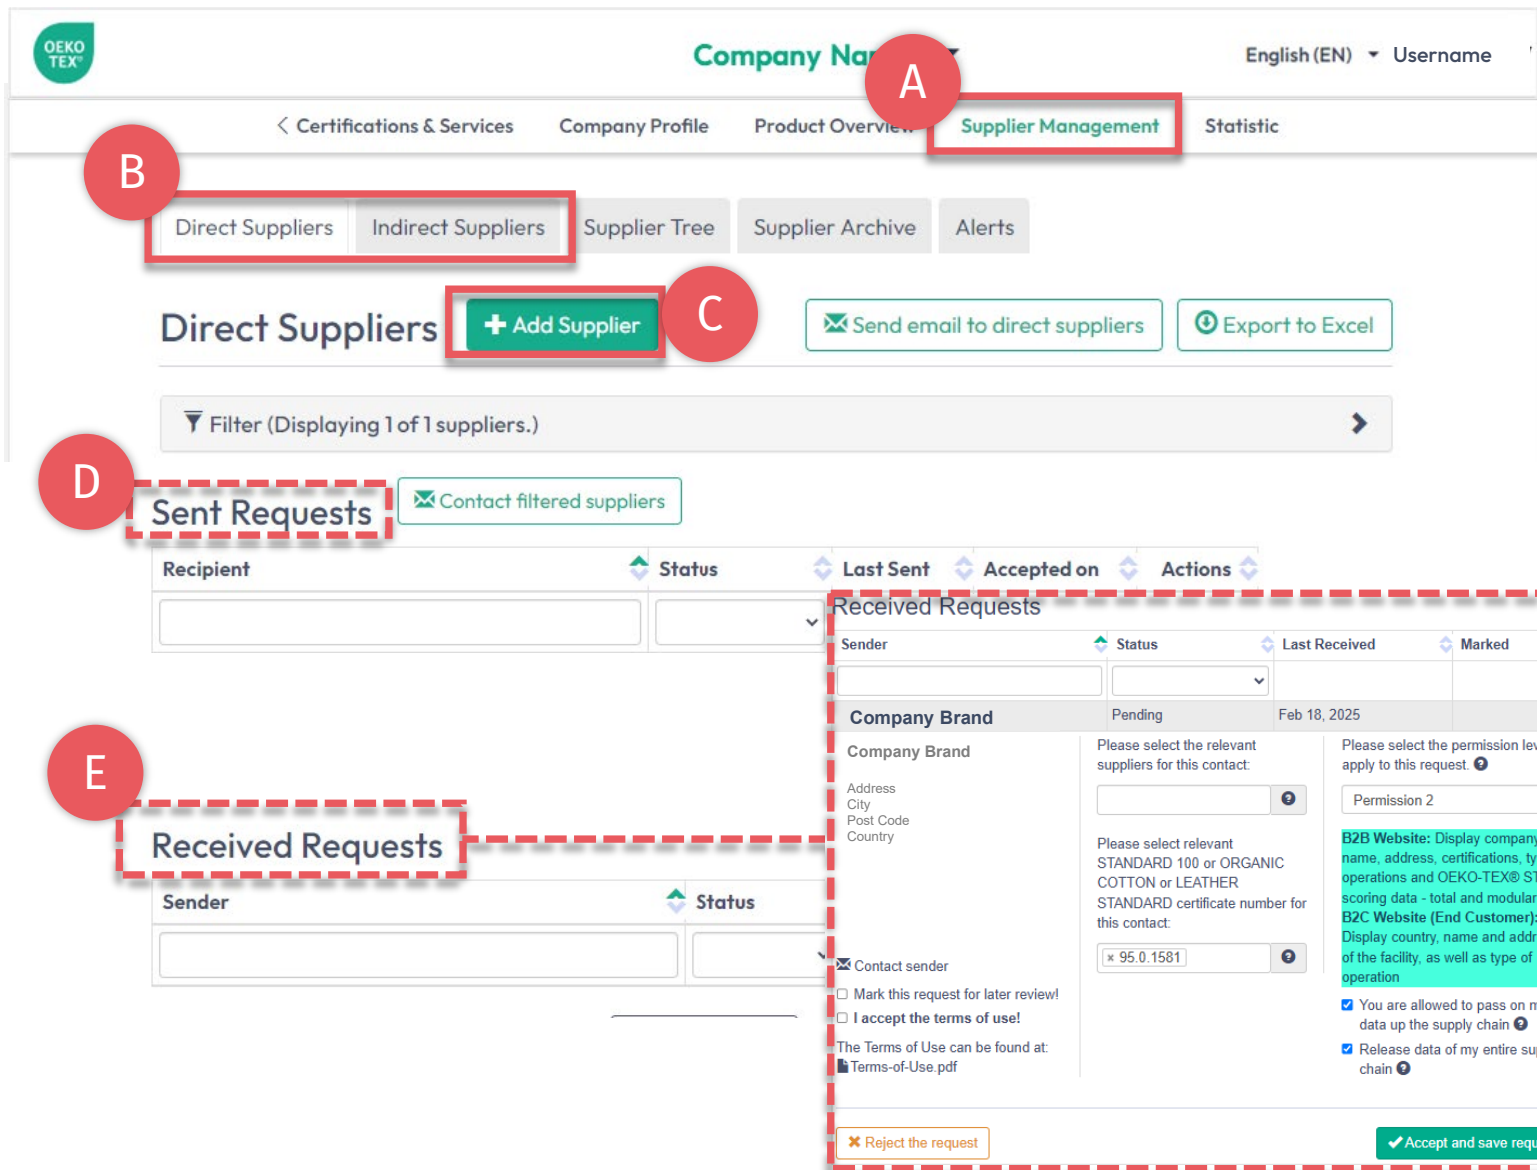 OEKO
TEX®
Company
English (EN)
Username
A
< Certifications & Services
Company Profile
Product Overview
Supplier Management
Statistic
B
Direct Suppliers
Indirect Suppliers
Supplier Tree
Supplier Archive
Alerts
Direct Suppliers
+ Add Supplier
C
Send email to direct suppliers
Export to Excel
Filter (Displaying 1 of 1 suppliers.)
D
Sent Requests
Contact filtered suppliers
Recipient
Status
Last Sent
Accepted on
Actions
Received Requests
Sender
Status
Last Received
Marked
Company Brand
Pending
Feb 18, 2025
Company Brand
Address
City
Post Code
Country
Please select the relevant
suppliers for this contact:
Please select relevant
STANDARD 100 or ORGANIC
COTTON or LEATHER
STANDARD certificate number for
this contact:
× 95.0.1581
Please select the permission
apply to this request.
Permission 2
B2B Website: Display company
name, address, certifications,
operations and OEKO-TEX®
scoring data - total and modular
B2C Website (End Customer):
Display country, name and
of the facility, as well as type of
operation
You are allowed to pass on
data up the supply chain
Release data of my entire
chain
Contact sender
Mark this request for later review!
I accept the terms of use!
The Terms of Use can be found at:
Terms-of-Use.pdf
Reject the request
Accept and save
E
Received Requests
Sender
Status